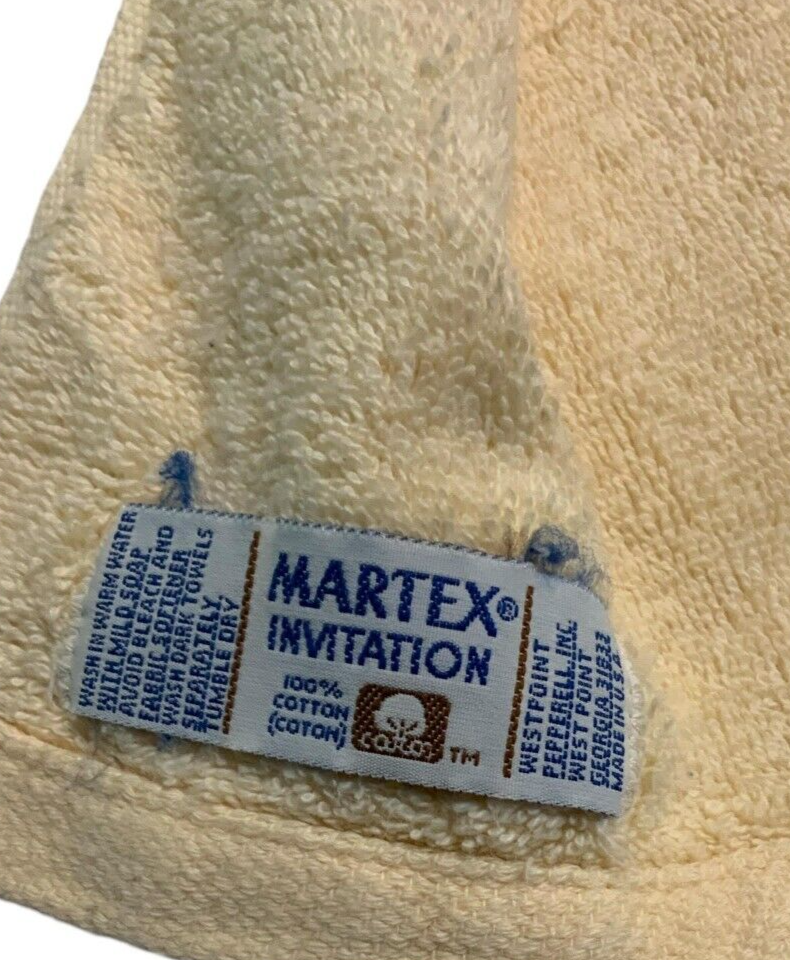 WASH IN WARM WATER
WITH MILD SOAP
AVOID BLEACH AND
FABRIC SOFTENER
WASH DARK TOWELS
SEPARATELY,
TUMBLE DRY
MARTEX®
INVITATION
100%
COTTON
(COTON)
cotton
TM
WESTPOINT
PEPPERELL, INC.
WEST POINT
GEORGIA 31833
MADE IN U.S.A.